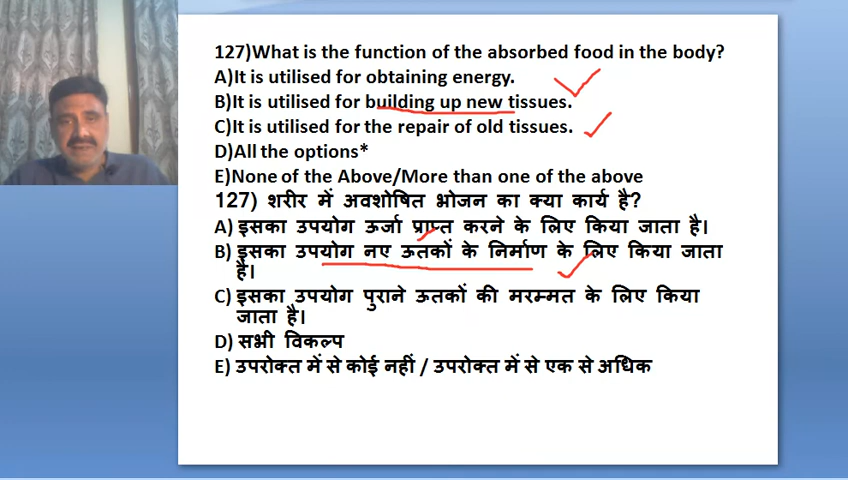 127)What is the function of the absorbed food in the body?
A)It is utilised for obtaining energy.
B)It is utilised for building up new tissues.
C)It is utilised for the repair of old tissues.
D)All the options*
E)None of the Above/More than one of the above
127) शरीर में अवशोषित भोजन का क्या कार्य है?
A) इसका उपयोग ऊर्जा प्राप्त करने के लिए किया जाता है।
B) इसका उपयोग नए ऊतकों के निर्माण के लिए किया जाता
है।
C) इसका उपयोग पुराने ऊतकों की मरम्मत के लिए किया
जाता है।
D) सभी विकल्प
E) उपरोक्त में से कोई नहीं / उपरोक्त में से एक से अधिक